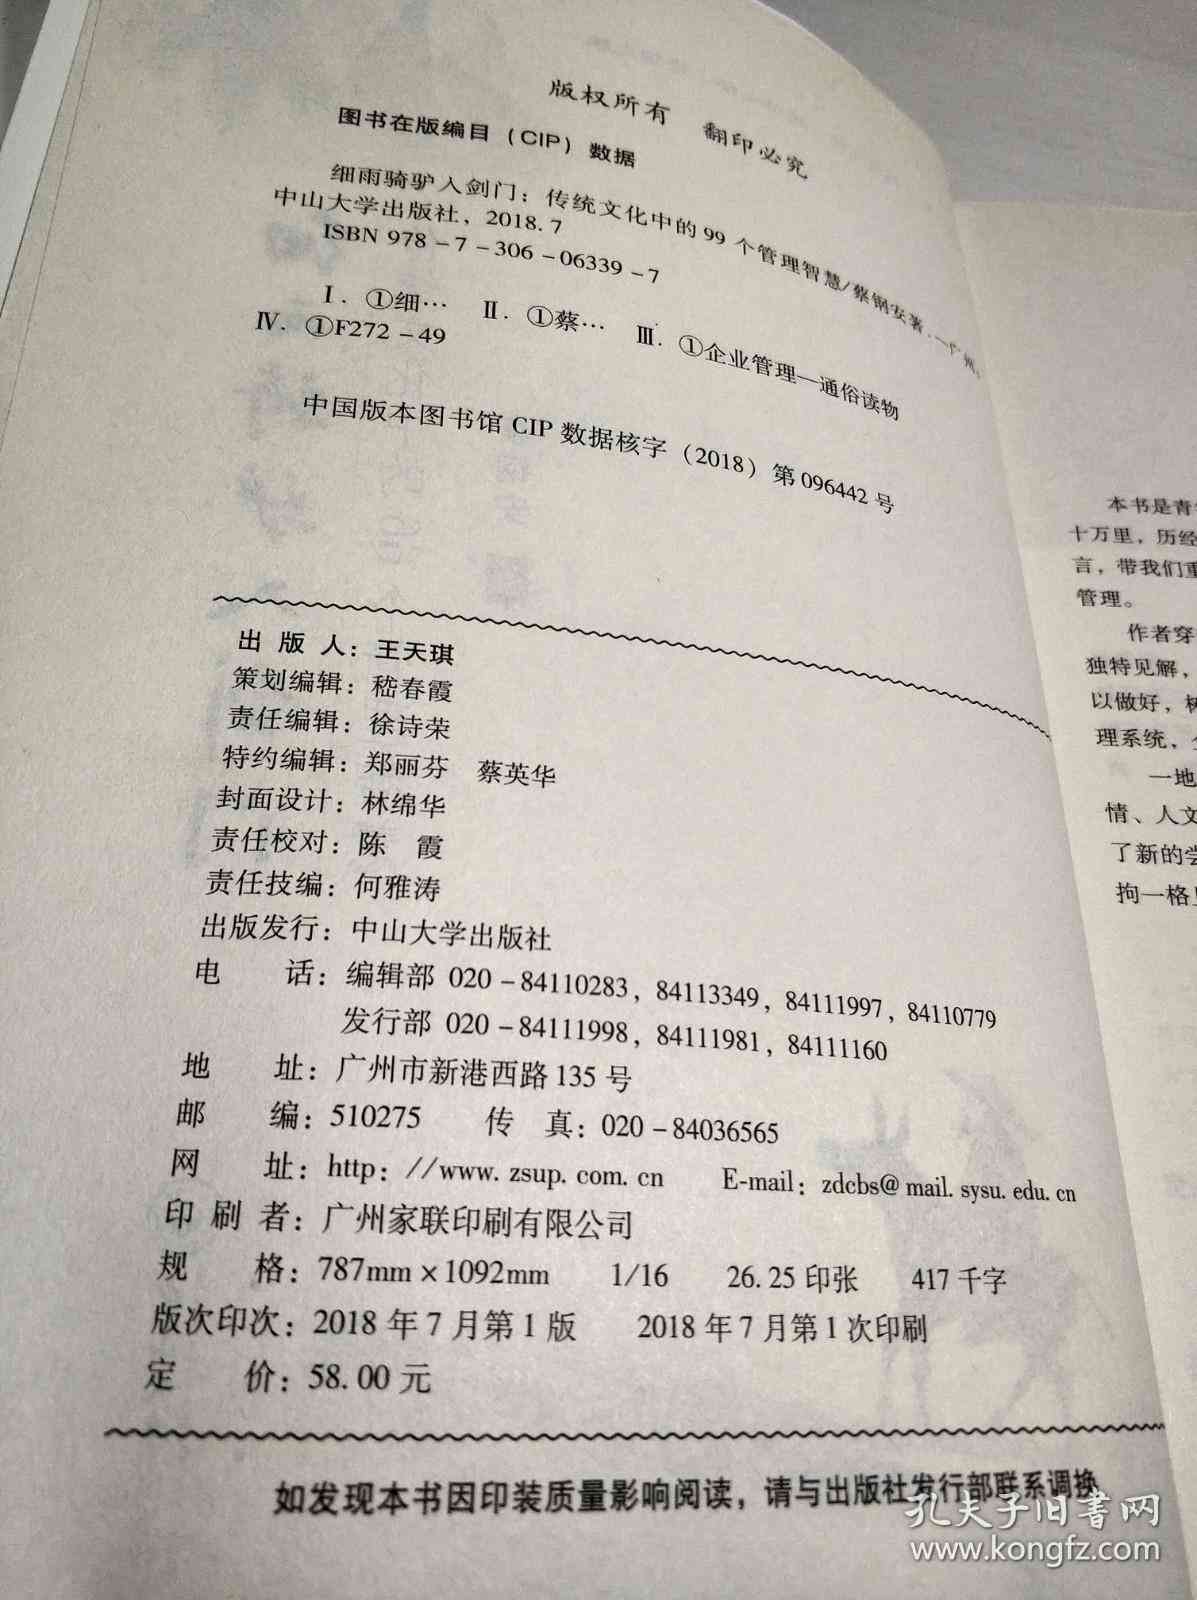 版权所有　翻印必究
图书在版编目（CIP）数据
细雨骑驴入剑门：传统文化中的99个管理智慧/蔡钢安著.—广州：
中山大学出版社，2018.7
ISBN 978-7-306-06339-7
Ⅰ.①细…　Ⅱ.①蔡…　Ⅲ.①企业管理—通俗读物
Ⅳ.①F272-49
中国版本图书馆CIP数据核字（2018）第096442号
出版人：王天琪
策划编辑：嵇春霞
责任编辑：徐诗荣
特约编辑：郑丽芬　蔡英华
封面设计：林绵华
责任校对：陈　霞
责任技编：何雅涛
出版发行：中山大学出版社
电　　话：编辑部 020-84110283，84113349，84111997，84110779
发行部 020-84111998，84111981，84111160
地　　址：广州市新港西路135号
邮　　编：510275　　传　真：020-84036565
网　　址：http://www.zsup.com.cn　　E-mail：zdcbs@mail.sysu.edu.cn
印刷者：广州家联印刷有限公司
规　　格：787mm×1092mm　　1/16　　26.25印张　　417千字
版次印次：2018年7月第1版　　2018年7月第1次印刷
定　　价：58.00元
如发现本书因印装质量影响阅读，请与出版社发行部联系调换
本书是青
十万里，历经
言，带我们重
管理。
作者穿
独特见解，
以做好，
理系统，
一地
情、人文
了新的尝
拘一格
孔夫子旧书网
www.kongfz.com